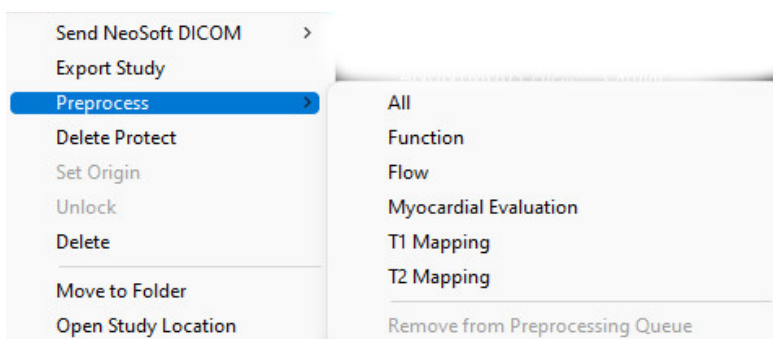 Send NeoSoft DICOM >
Export Study
Preprocess >
Delete Protect
Set Origin
Unlock
Delete
Move to Folder
Open Study Location
All
Function
Flow
Myocardial Evaluation
T1 Mapping
T2 Mapping
Remove from Preprocessing Queue